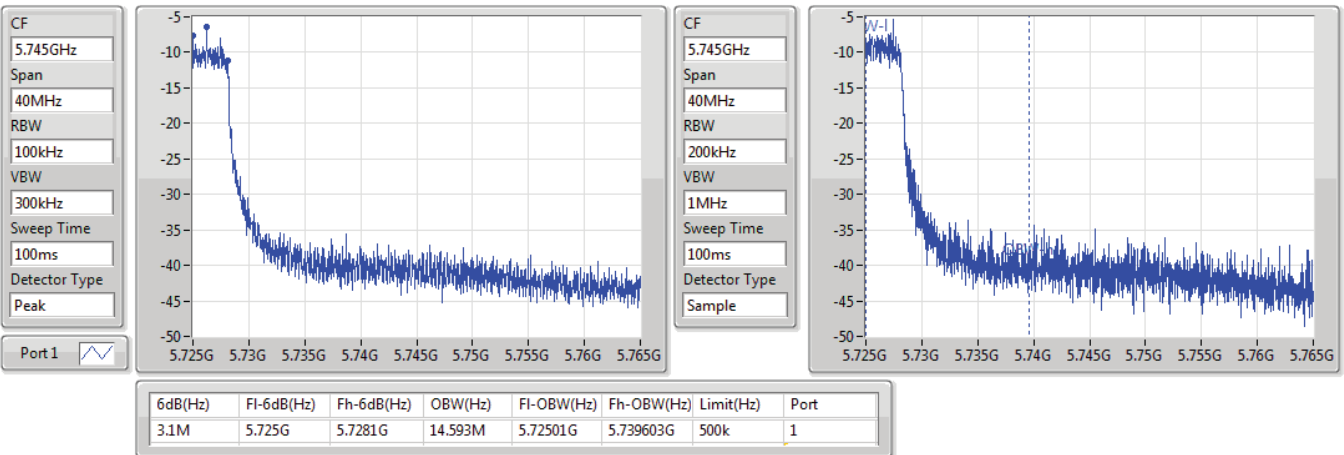 CF
5.745GHz
Span
40MHz
RBW
100kHz
VBW
300kHz
Sweep Time
100ms
Detector Type
Peak
Port 1
-5
-10
-15
-20
-25
-30
-35
-40
-45
-50
5.725G 5.73G 5.735G 5.74G 5.745G 5.75G 5.755G 5.76G 5.765G
CF
5.745GHz
Span
40MHz
RBW
200kHz
VBW
1MHz
Sweep Time
100ms
Detector Type
Sample
-5
-10
-15
-20
-25
-30
-35
-40
-45
-50
5.725G 5.73G 5.735G 5.74G 5.745G 5.75G 5.755G 5.76G 5.765G
6dB(Hz) Fl-6dB(Hz) Fh-6dB(Hz) OBW(Hz) Fl-OBW(Hz) Fh-OBW(Hz) Limit(Hz) Port
3.1M 5.725G 5.7281G 14.593M 5.72501G 5.739603G 500k 1